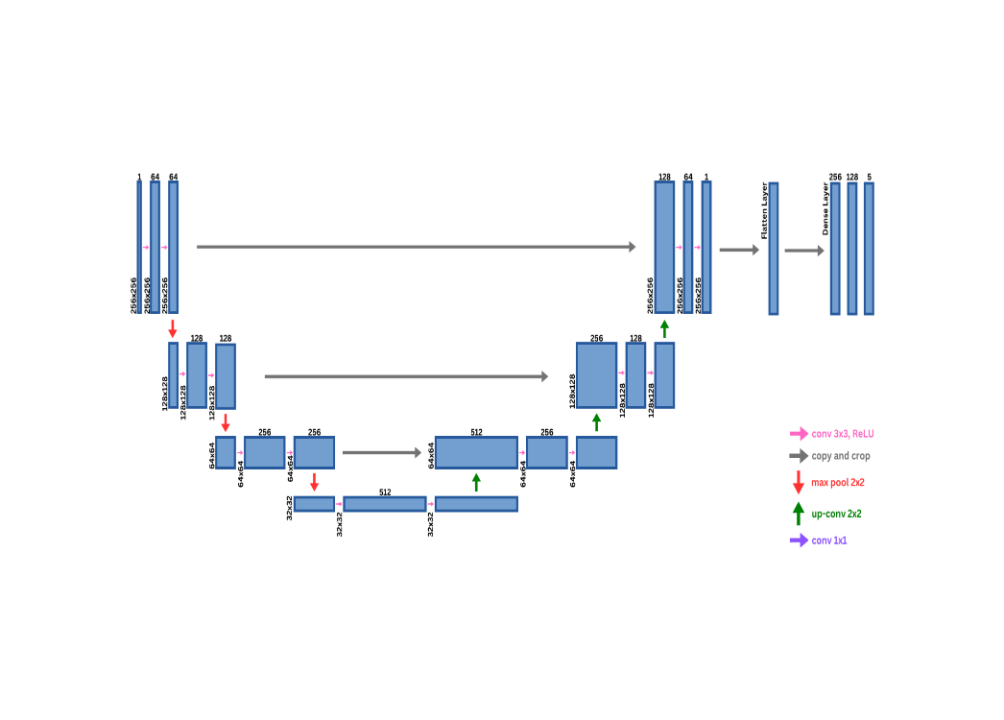 1 64 64
256x256
256x256
256x256
128 64 1
256x256
256x256
256x256
Flatten Layer
Dense Layer
256 128 5
128 128
128x128
128x128
128x128
256 128
128x128
128x128
128x128
256 256
64x64
64x64
64x64
512 256
64x64
64x64
64x64
512
32x32
32x32
32x32
conv 3x3, ReLU
copy and crop
max pool 2x2
up-conv 2x2
conv 1x1